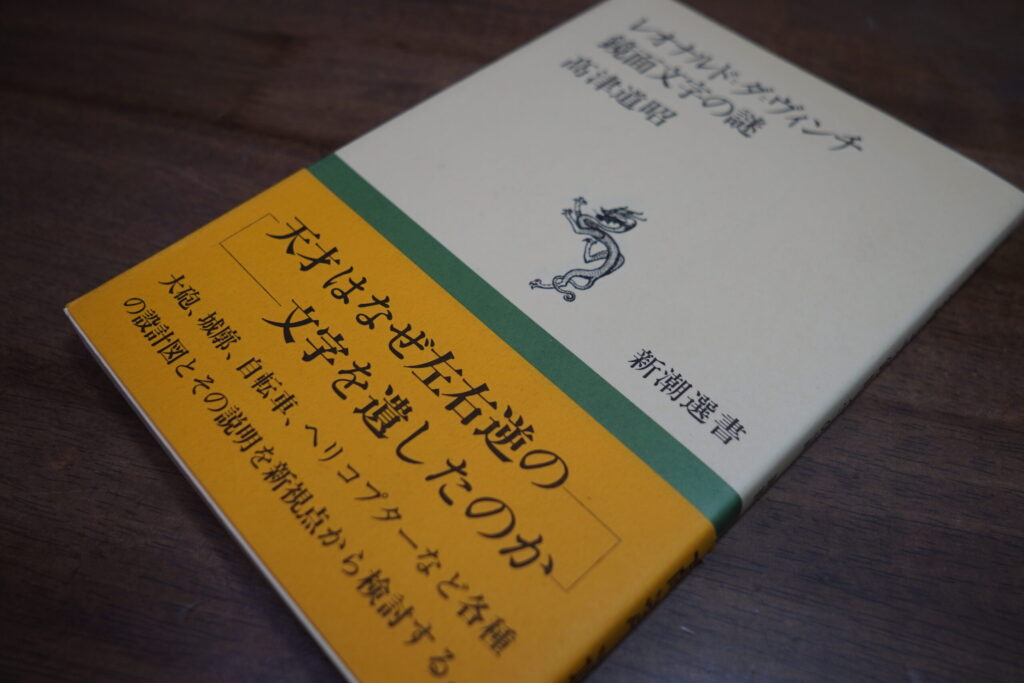 レオナルド=ダ=ヴィンチ
鏡面文字の謎
高津道昭
新潮選書
天才はなぜ左右逆の
文字を遺したのか
大砲、城廓、自転車、ヘリコプターなど各種
の設計図とその説明を新視点から検討する。